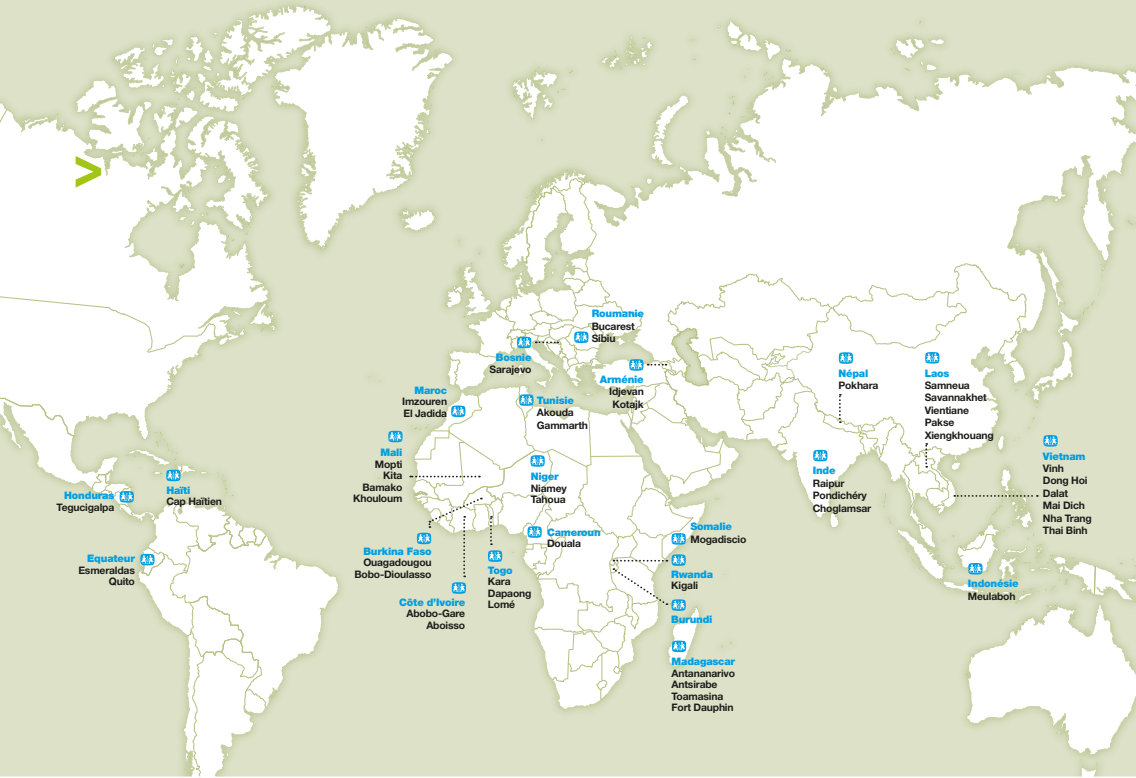 >
Roumanie
Bucarest
Sibiu
Bosnie
Sarajevo
Arménie
Idjevan
Kotajk
Népal
Pokhara
Laos
Samneua
Savannakhet
Vientiane
Pakse
Xiengkhouang
Maroc
Imzouren
El Jadida
Tunisie
Akouda
Gammarth
Mali
Mopti
Kita
Bamako
Khouloum
Niger
Niamey
Tahoua
Inde
Raipur
Pondichéry
Choglamsar
Vietnam
Vinh
Dong Hoi
Dalat
Mai Dich
Nha Trang
Thai Binh
Honduras
Tegucigalpa
Haïti
Cap Haïtien
Equateur
Esmeraldas
Quito
Burkina Faso
Ouagadougou
Bobo-Dioulasso
Côte d'Ivoire
Abobo-Gare
Aboisso
Togo
Kara
Dapaong
Lomé
Cameroun
Douala
Somalie
Mogadiscio
Rwanda
Kigali
Burundi
Madagascar
Antananarivo
Antsirabe
Toamasina
Fort Dauphin
Indonésie
Meulaboh